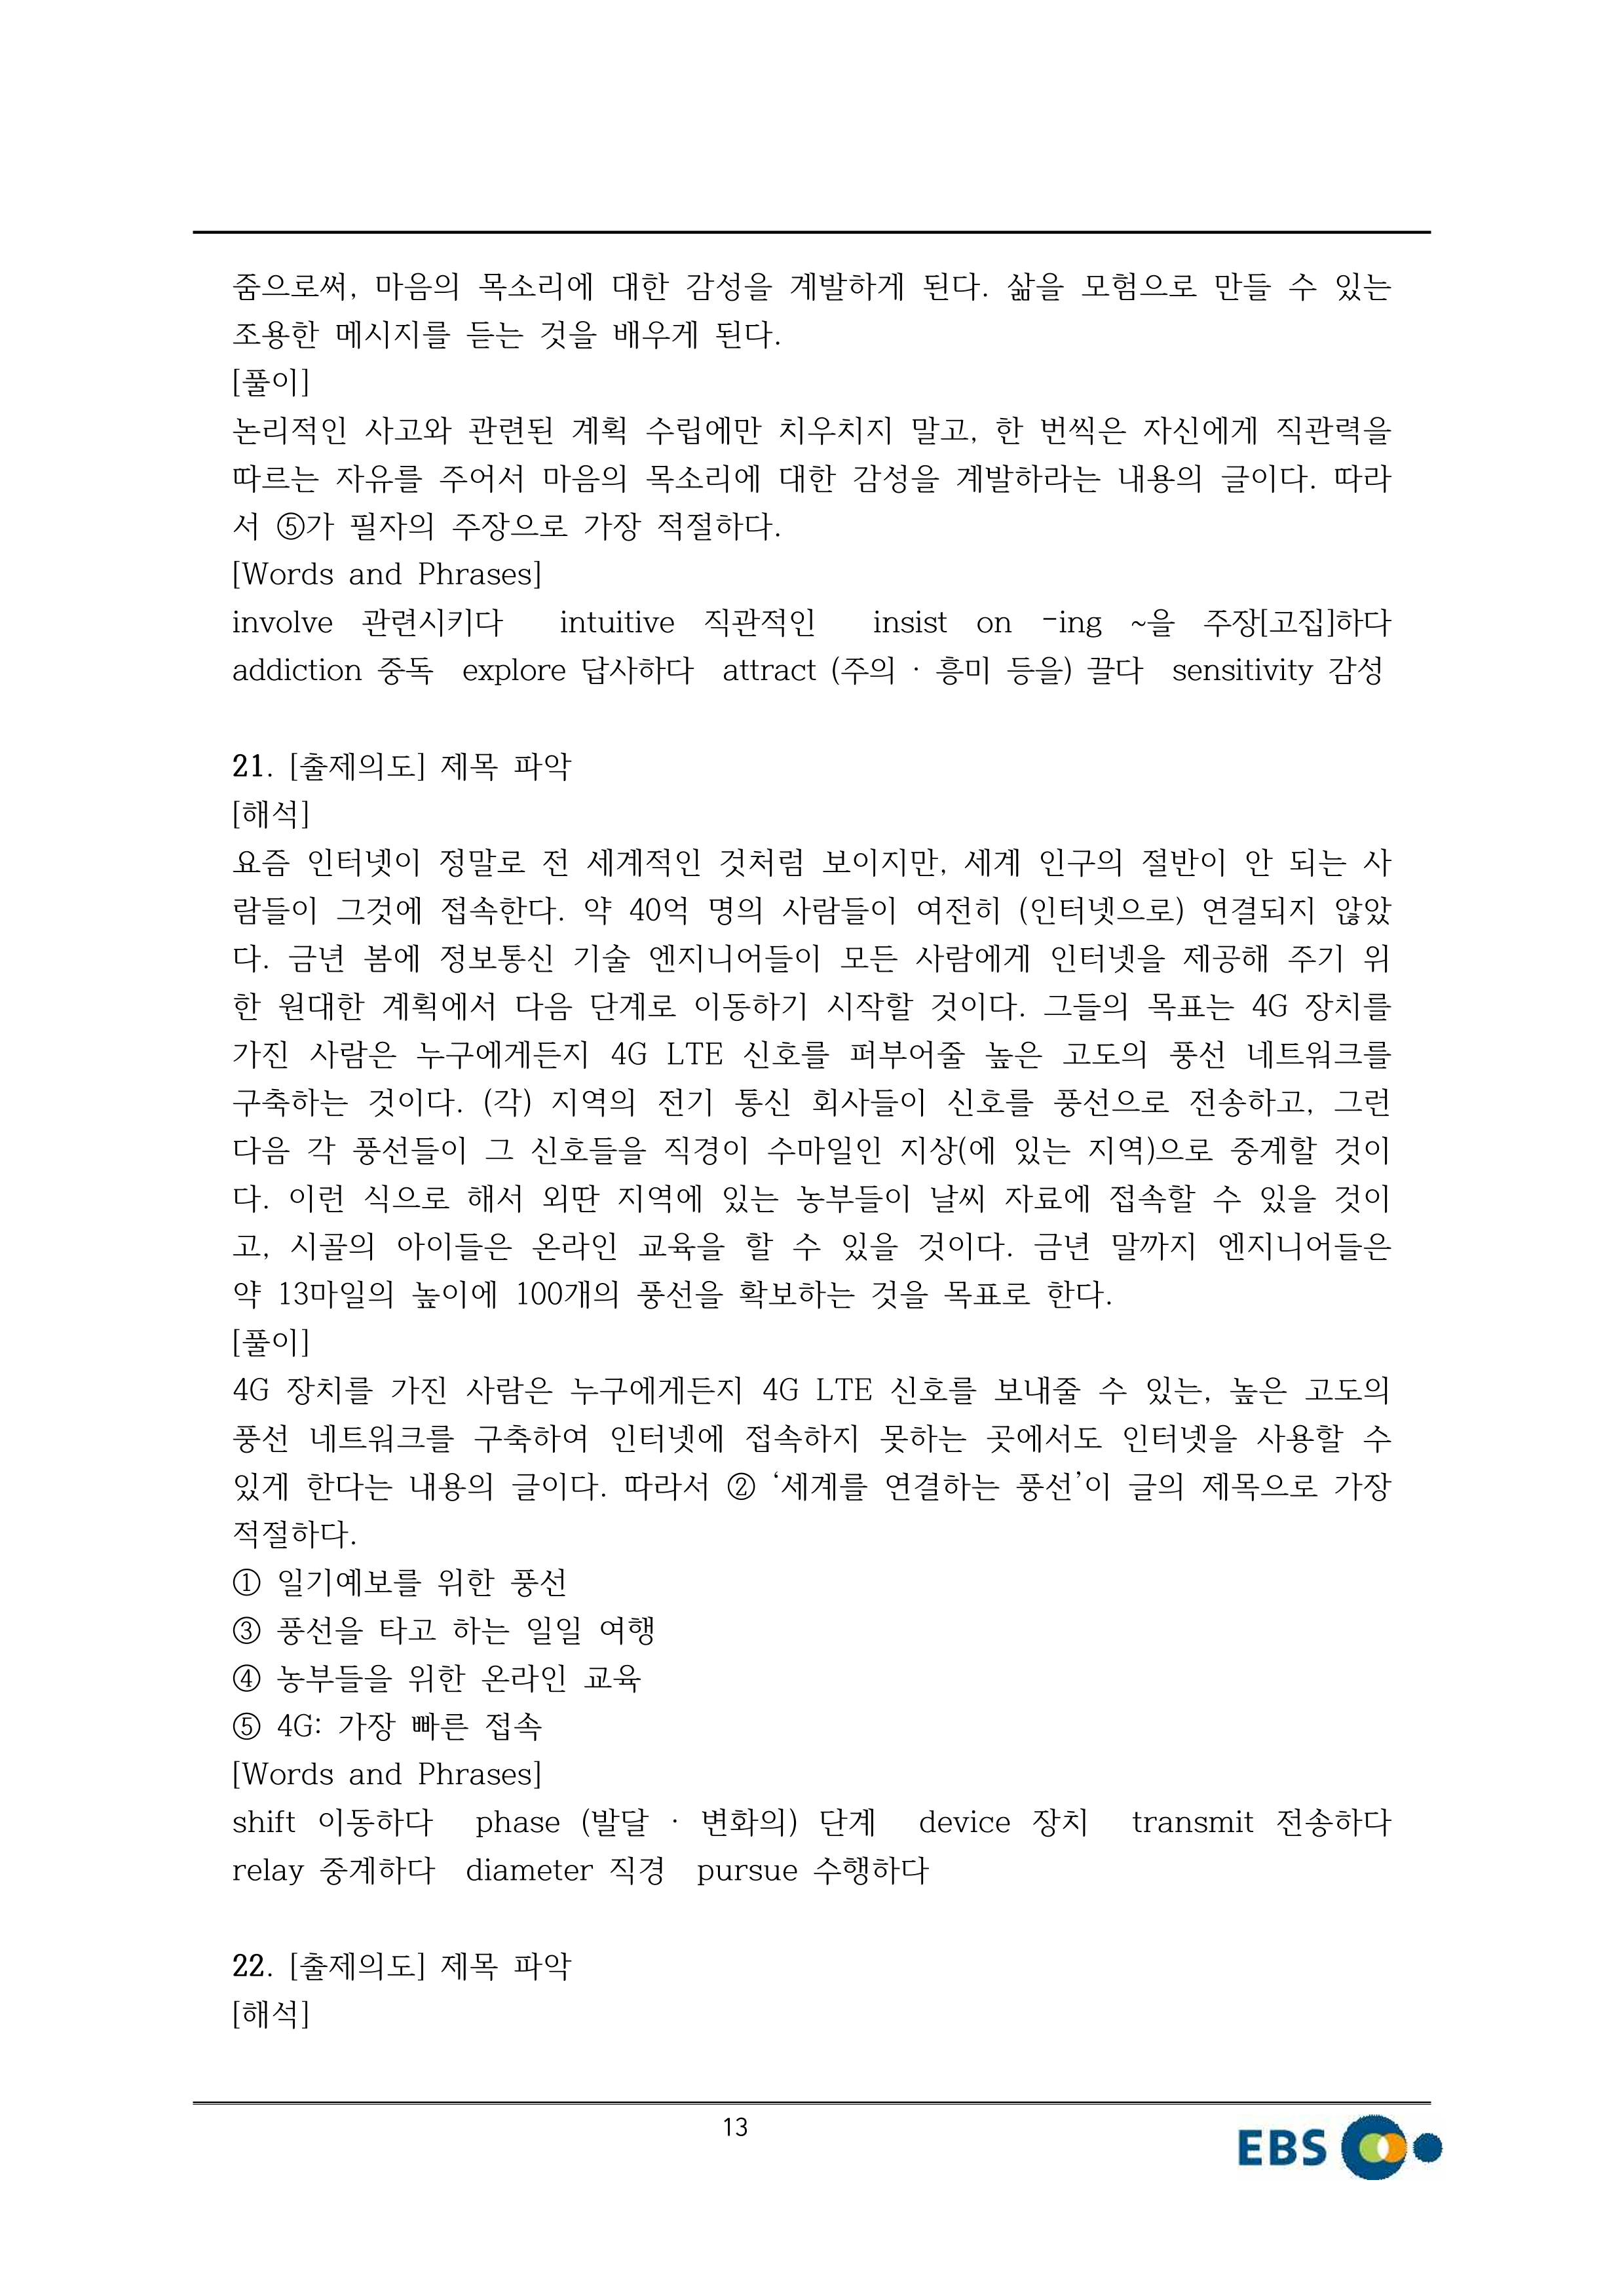 줌으로써, 마음의 목소리에 대한 감성을 계발하게 된다. 삶을 모험으로 만들 수 있는
조용한 메시지를 듣는 것을 배우게 된다.
[풀이]
논리적인 사고와 관련된 계획 수립에만 치우치지 말고, 한 번씩은 자신에게 직관력을
따르는 자유를 주어서 마음의 목소리에 대한 감성을 계발하라는 내용의 글이다. 따라
서 ⑤가 필자의 주장으로 가장 적절하다.
[Words and Phrases]
involve 관련시키다 intuitive 직관적인 insist on -ing ~을 주장[고집]하다
addiction 중독 explore 답사하다 attract (주의 · 흥미 등을) 끌다 sensitivity 감성
21. [출제의도] 제목 파악
[해석]
요즘 인터넷이 정말로 전 세계적인 것처럼 보이지만, 세계 인구의 절반이 안 되는 사
람들이 그것에 접속한다. 약 40억 명의 사람들이 여전히 (인터넷으로) 연결되지 않았
다. 금년 봄에 정보통신 기술 엔지니어들이 모든 사람에게 인터넷을 제공해 주기 위
한 원대한 계획에서 다음 단계로 이동하기 시작할 것이다. 그들의 목표는 4G 장치를
가진 사람은 누구에게든지 4G LTE 신호를 퍼부어줄 높은 고도의 풍선 네트워크를
구축하는 것이다. (각) 지역의 전기 통신 회사들이 신호를 풍선으로 전송하고, 그런
다음 각 풍선들이 그 신호들을 직경이 수마일인 지상(에 있는 지역)으로 중계할 것이
다. 이런 식으로 해서 외딴 지역에 있는 농부들이 날씨 자료에 접속할 수 있을 것이
고, 시골의 아이들은 온라인 교육을 할 수 있을 것이다. 금년 말까지 엔지니어들은
약 13마일의 높이에 100개의 풍선을 확보하는 것을 목표로 한다.
[풀이]
4G 장치를 가진 사람은 누구에게든지 4G LTE 신호를 보내줄 수 있는, 높은 고도의
풍선 네트워크를 구축하여 인터넷에 접속하지 못하는 곳에서도 인터넷을 사용할 수
있게 한다는 내용의 글이다. 따라서 ② ‘세계를 연결하는 풍선’이 글의 제목으로 가장
적절하다.
① 일기예보를 위한 풍선
③ 풍선을 타고 하는 일일 여행
④ 농부들을 위한 온라인 교육
⑤ 4G: 가장 빠른 접속
[Words and Phrases]
shift 이동하다 phase (발달 · 변화의) 단계 device 장치 transmit 전송하다
relay 중계하다 diameter 직경 pursue 수행하다
22. [출제의도] 제목 파악
[해석]
13
EBS